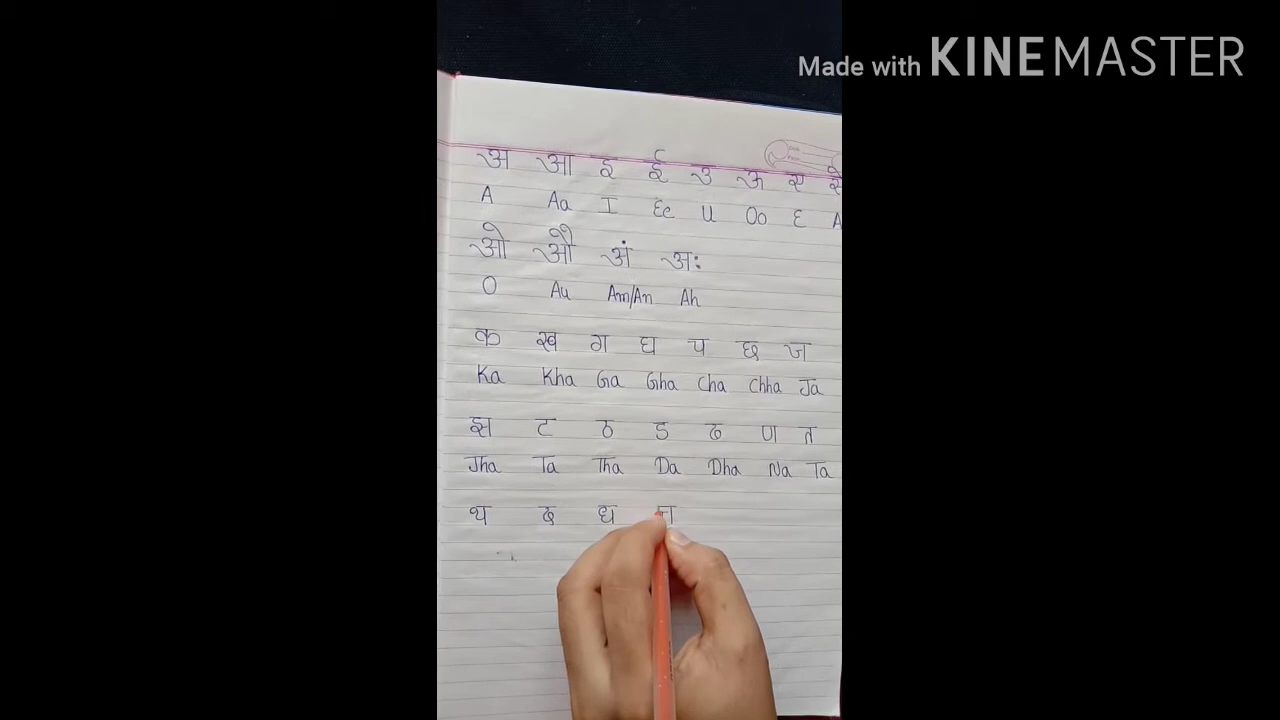 Made with KINEMASTER
अ आ इ ई उ ऊ ए ऐ
A Aa I Ee U Oo E A
ओ औ अं अः
O Au Am/An Ah
क ख ग घ च छ ज
Ka Kha Ga Gha Cha Chha Ja
झ ट ठ ड ढ ण त
Jha Ta Tha Da Dha Na Ta
थ द ध न